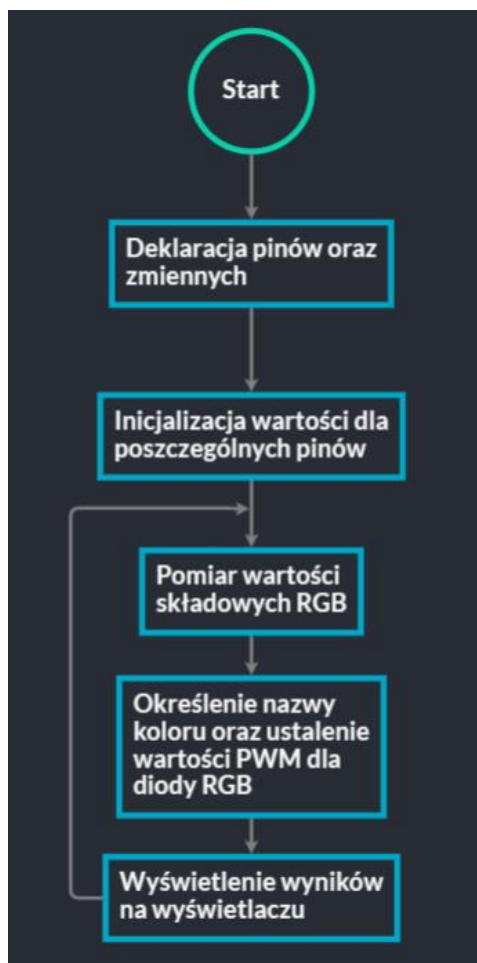 Start
Deklaracja pinów oraz
zmiennych
Inicjalizacja wartości dla
poszczególnych pinów
Pomiar wartości
składowych RGB
Określenie nazwy
koloru oraz ustalenie
wartości PWM dla
diody RGB
Wyświetlenie wyników
na wyświetlaczu